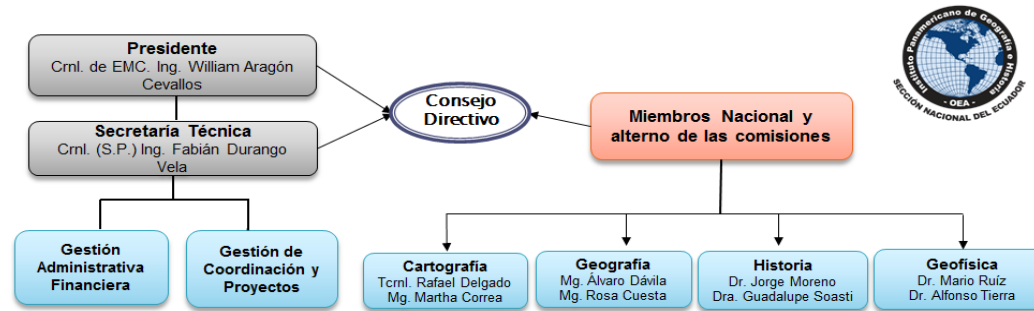 Presidente
Crnl. de EMC. Ing. William Aragón
Cevallos
Secretaría Técnica
Crnl. (S.P.) Ing. Fabián Durango
Vela
Gestión
Administrativa
Financiera
Gestión de
Coordinación y
Proyectos
Consejo
Directivo
Miembros Nacional y
alterno de las comisiones
Cartografía
Tcrnl. Rafael Delgado
Mg. Martha Correa
Geografía
Mg. Álvaro Dávila
Mg. Rosa Cuesta
Historia
Dr. Jorge Moreno
Dra. Guadalupe Soasti
Geofísica
Dr. Mario Ruíz
Dr. Alfonso Tierra
Instituto Panamericano de Geografía e Historia
- OEA -
SECCIÓN NACIONAL DEL ECUADOR